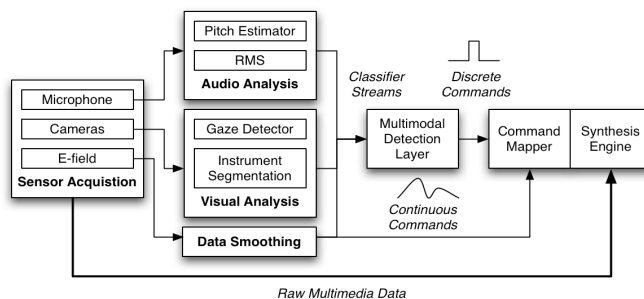 Pitch Estimator
RMS
Audio Analysis
Microphone
Cameras
E-field
Sensor Acquistion
Gaze Detector
Instrument
Segmentation
Visual Analysis
Data Smoothing
Classifier
Streams
Discrete
Commands
Multimodal
Detection
Layer
Command
Mapper
Synthesis
Engine
Continuous
Commands
Raw Multimedia Data